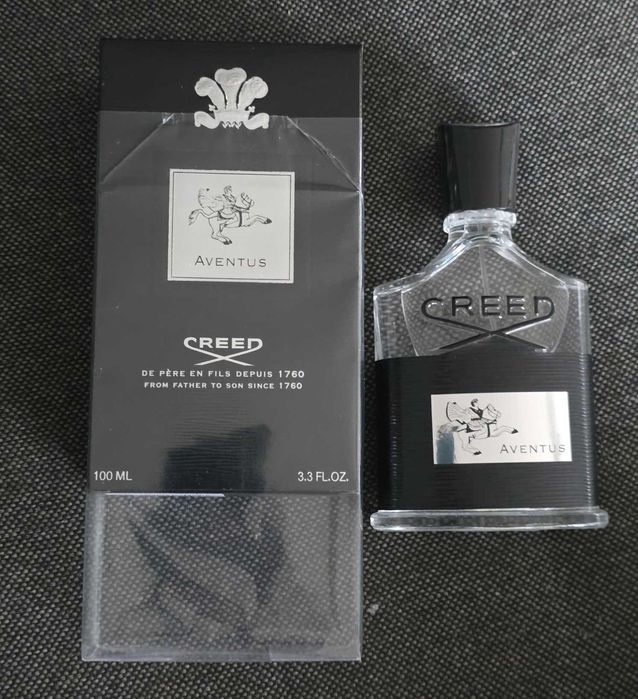 AVENTUS
CREED
DE PÈRE EN FILS DEPUIS 1760
FROM FATHER TO SON SINCE 1760
100 ML 3.3 FL.OZ.
CREED
AVENTUS